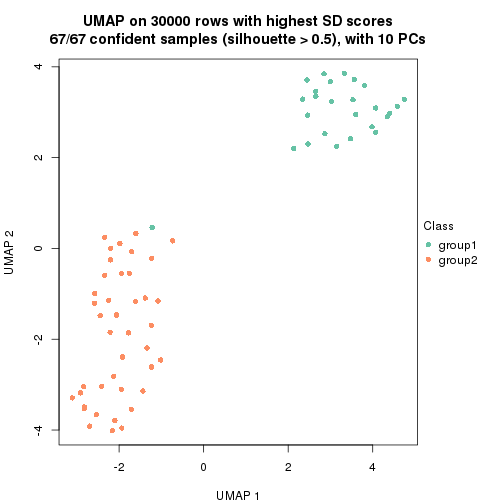 UMAP on 30000 rows with highest SD scores
67/67 confident samples (silhouette > 0.5), with 10 PCs
4
2
0
-2
-4
UMAP 2
Class
group1
group2
-2 0 2 4
UMAP 1